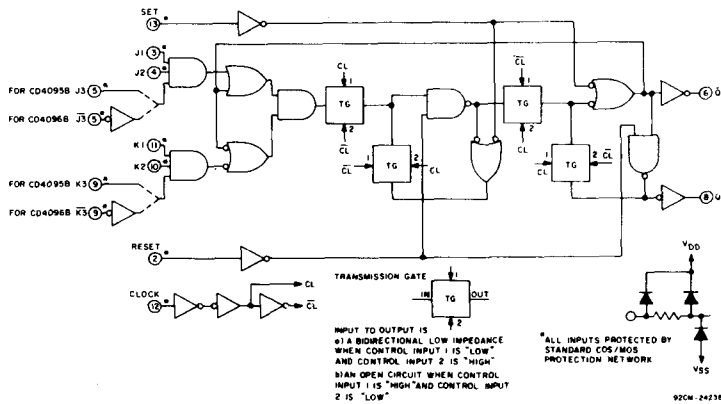 SET
13 *
J1 3 *
J2 4 *
FOR CD4095B J3 5 *
FOR CD4096B J3 5 *
K1 11 *
K2 10 *
FOR CD4095B K3 9 *
FOR CD4096B K3 9 *
RESET
2 *
CLOCK
12 *
CL
CL
CL
1
TG
2
CL
CL
1
TG
2
CL
CL
1
TG
2
CL
CL
1
TG
2
CL
6
8
TRANSMISSION GATE
1
IN
TG
OUT
2
INPUT TO OUTPUT IS
a) A BIDIRECTIONAL LOW IMPEDANCE
WHEN CONTROL INPUT 1 IS "LOW"
AND CONTROL INPUT 2 IS "HIGH"
b) AN OPEN CIRCUIT WHEN CONTROL
INPUT 1 IS "HIGH" AND CONTROL INPUT
2 IS "LOW"
VDD
VSS
*ALL INPUTS PROTECTED BY
STANDARD COS/MOS
PROTECTION NETWORK